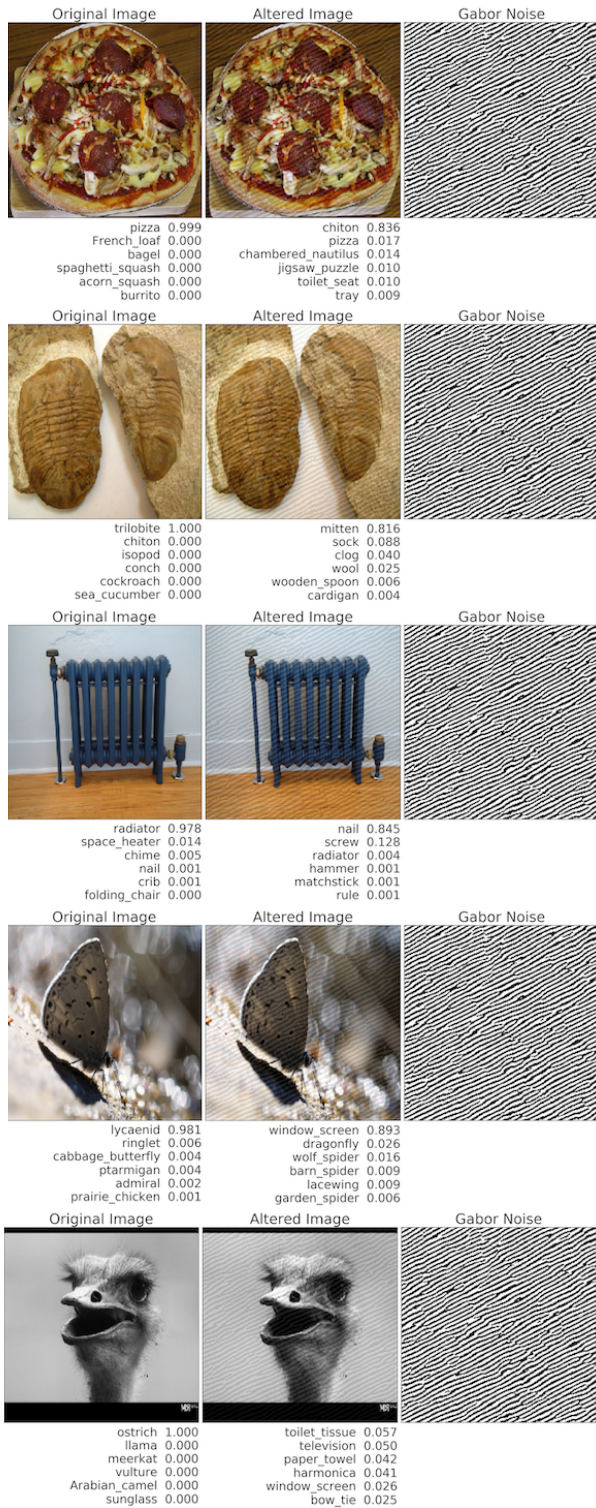 Original Image Altered Image Gabor Noise
pizza 0.999 chiton 0.836
French_loaf 0.000 pizza 0.017
bagel 0.000 chambered_nautilus 0.014
spaghetti_squash 0.000 jigsaw_puzzle 0.010
acorn_squash 0.000 toilet_seat 0.010
burrito 0.000 tray 0.009
Original Image Altered Image Gabor Noise
trilobite 1.000 mitten 0.816
chiton 0.000 sock 0.088
isopod 0.000 clog 0.040
conch 0.000 wool 0.025
cockroach 0.000 wooden_spoon 0.006
sea_cucumber 0.000 cardigan 0.004
Original Image Altered Image Gabor Noise
radiator 0.978 nail 0.845
space_heater 0.014 screw 0.128
chime 0.005 radiator 0.004
nail 0.001 hammer 0.001
crib 0.001 matchstick 0.001
folding_chair 0.000 rule 0.001
Original Image Altered Image Gabor Noise
lycaenid 0.981 window_screen 0.893
ringlet 0.006 dragonfly 0.026
cabbage_butterfly 0.004 wolf_spider 0.016
ptarmigan 0.004 barn_spider 0.009
admiral 0.002 lacewing 0.009
prairie_chicken 0.001 garden_spider 0.006
Original Image Altered Image Gabor Noise
ostrich 1.000 toilet_tissue 0.057
llama 0.000 television 0.050
meerkat 0.000 paper_towel 0.042
vulture 0.000 harmonica 0.041
Arabian_camel 0.000 window_screen 0.026
sunglass 0.000 bow_tie 0.025